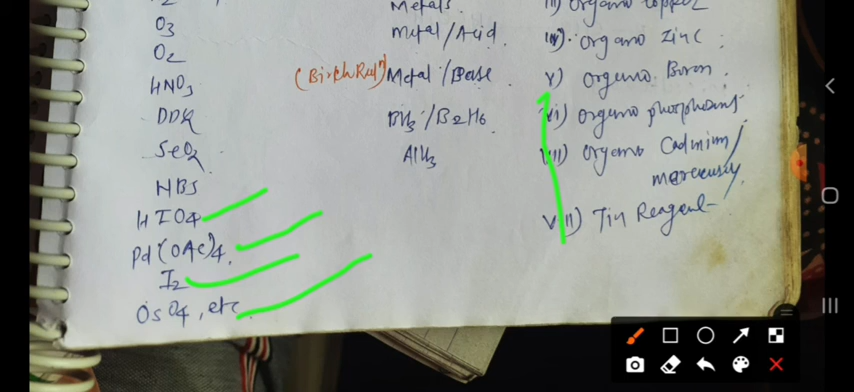 O3
O2
HNO3
DDQ
SeO2
NBS
HIO4
Pd(OAc)4.
I2
OsO4, etc.
Metals
Metal/Acid.
(Birch Redn) Metal/Base
BH3/B2H6
AlH3
III) Organo copper
IV). Organo Zinc.
V) Organo Boron.
VI) Organo phosphorus.
VII) Organo Cadmium/
mercury
VIII) Tin Reagent